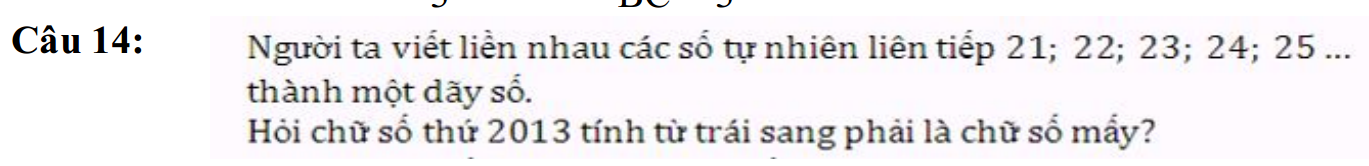 BC
Câu 14:
Người ta viết liền nhau các số tự nhiên liên tiếp 21; 22; 23; 24; 25 ...
thành một dãy số.
Hỏi chữ số thứ 2013 tính từ trái sang phải là chữ số mấy?